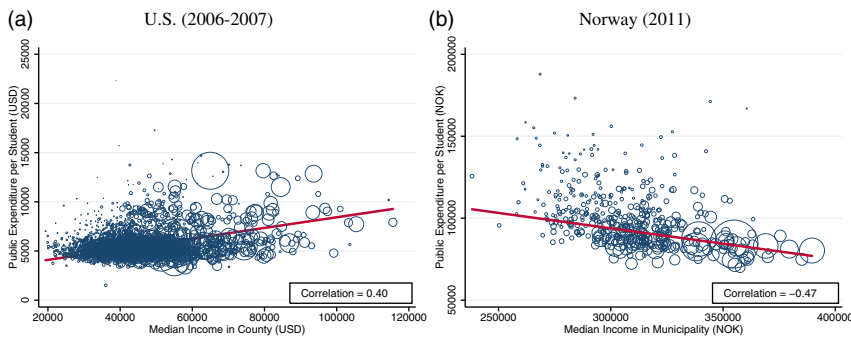 (a)
U.S. (2006-2007)
Public Expenditure per Student (USD)
25000
20000
15000
10000
5000
0
20000 40000 60000 80000 100000 120000
Median Income in County (USD)
Correlation = 0.40
(b)
Norway (2011)
Public Expenditure per Student (NOK)
200000
150000
100000
50000
250000 300000 350000 400000
Median Income in Municipality (NOK)
Correlation = −0.47